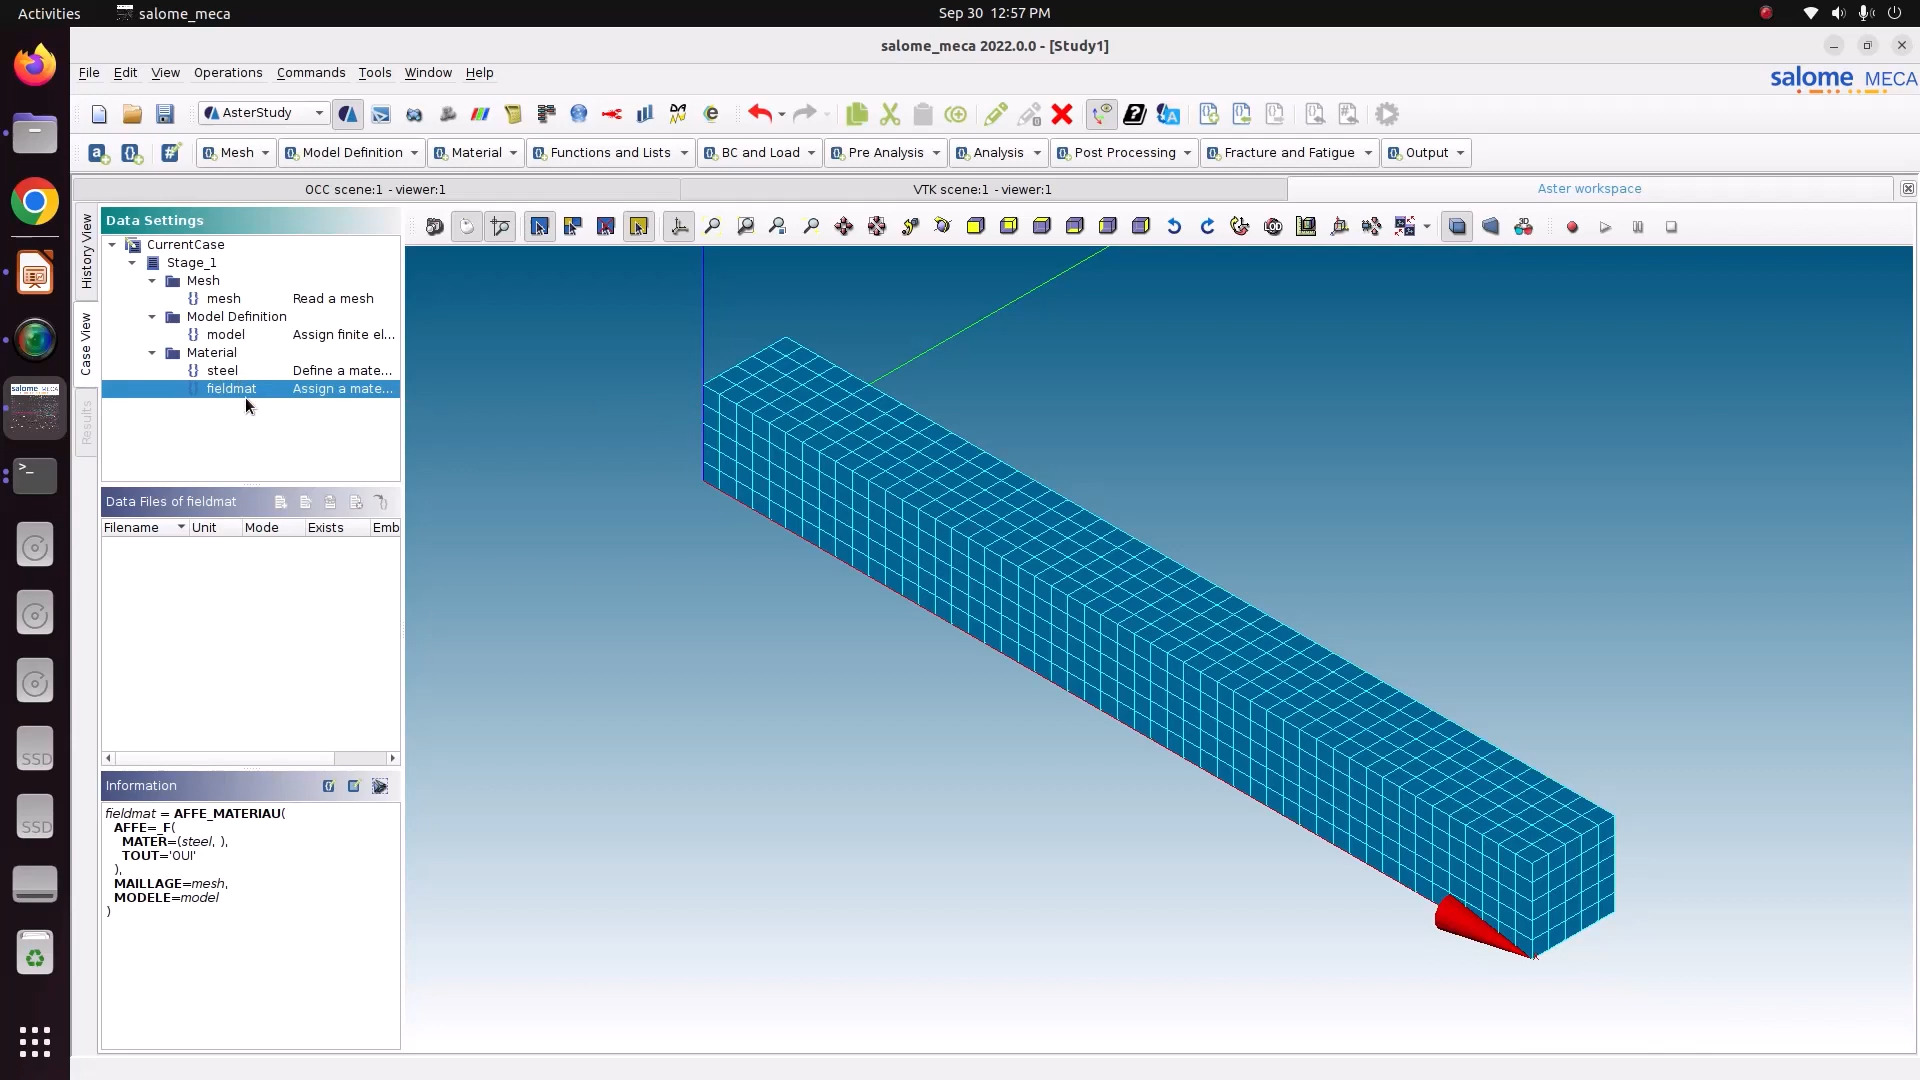 Activities
salome_meca
Sep 30 12:57 PM
salome_meca 2022.0.0 - [Study1]
File Edit View Operations Commands Tools Window Help
salome MECA
AsterStudy
Mesh Model Definition Material Functions and Lists BC and Load Pre Analysis Analysis Post Processing Fracture and Fatigue Output
OCC scene:1 - viewer:1
VTK scene:1 - viewer:1
Aster workspace
History View
Case View
Results
Data Settings
CurrentCase
Stage_1
Mesh
mesh Read a mesh
Model Definition
model Assign finite el...
Material
steel Define a mate...
fieldmat Assign a mate...
Data Files of fieldmat
Filename Unit Mode Exists Emb
Information
fieldmat = AFFE_MATERIAU(
AFFE=_F(
MATER=(steel, ),
TOUT='OUI'
),
MAILLAGE=mesh,
MODELE=model
)
SSD
SSD